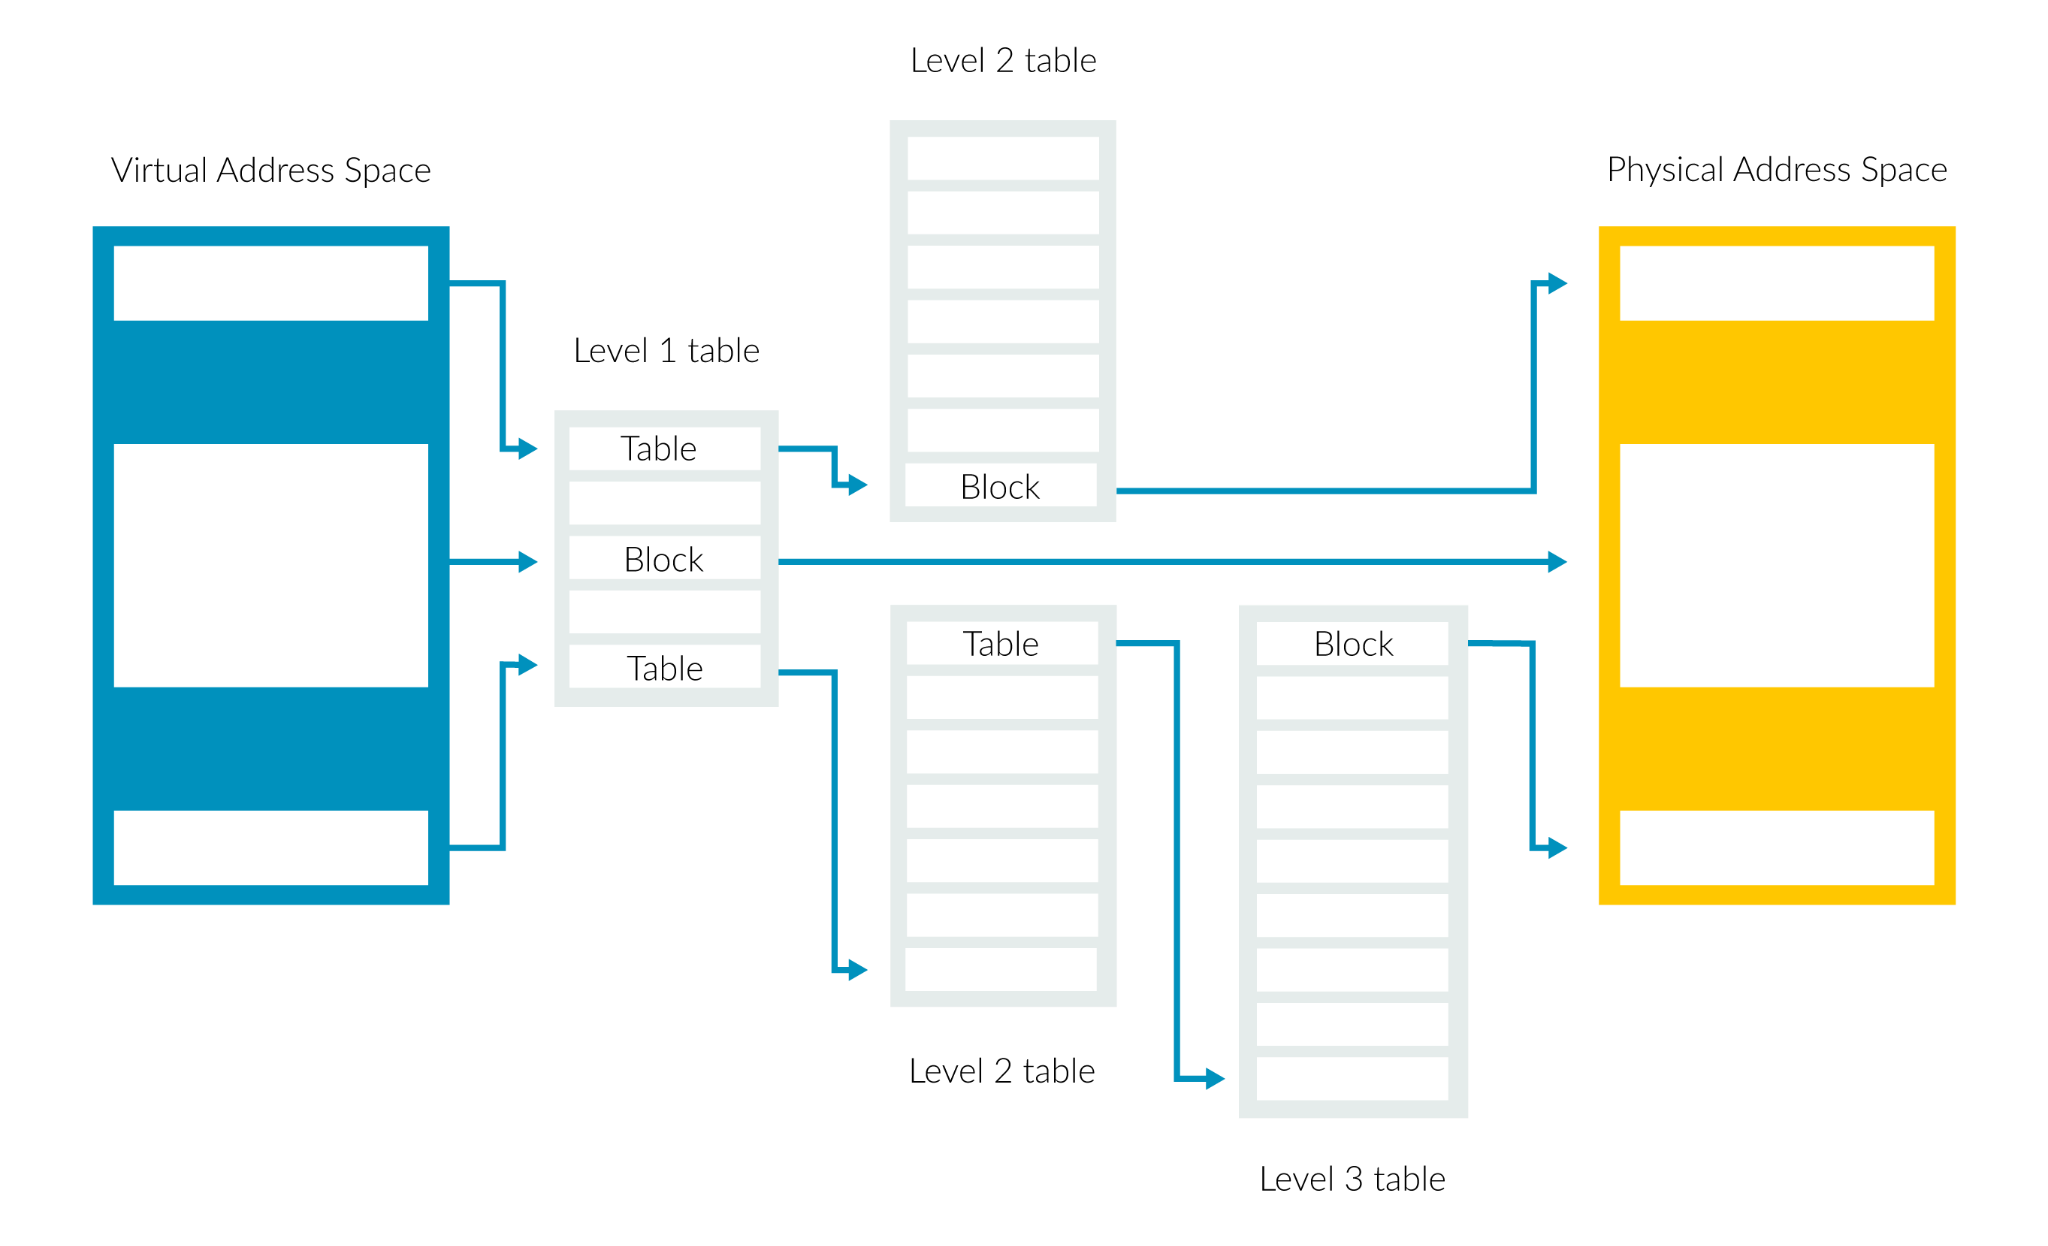 Level 2 table
Virtual Address Space
Physical Address Space
Level 1 table
Table
Block
Table
Block
Table
Block
Level 2 table
Level 3 table